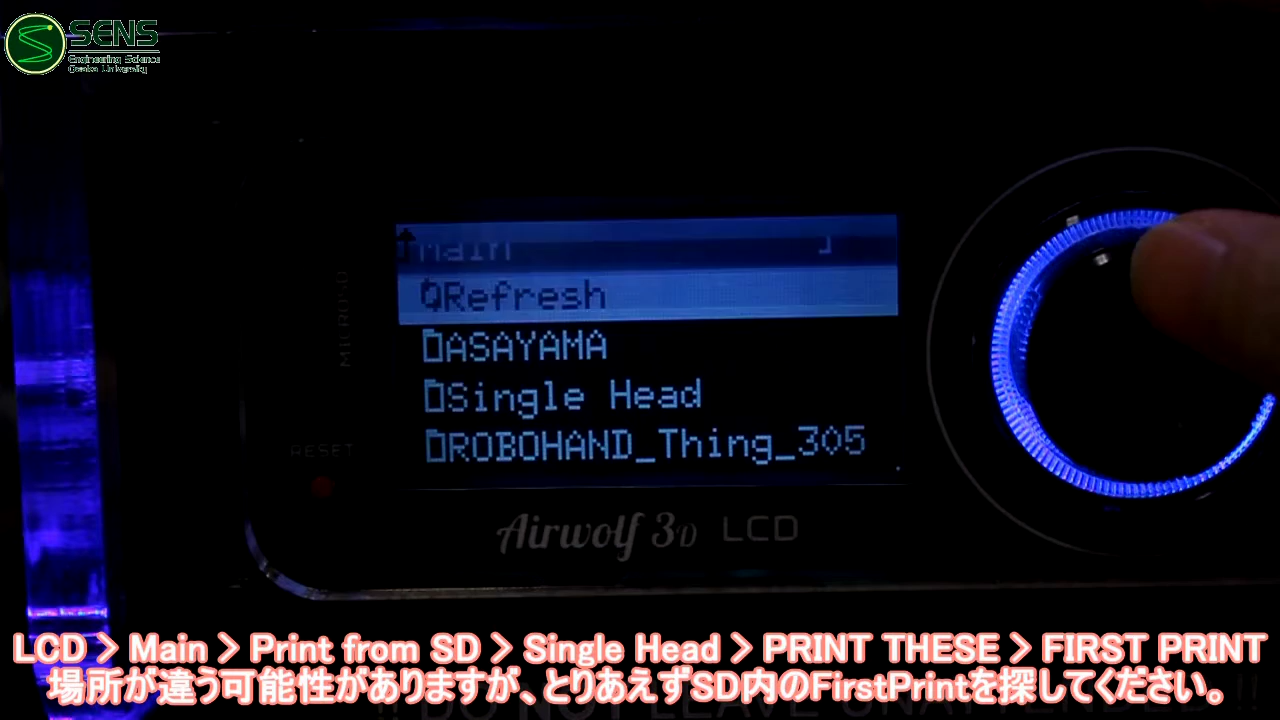 SENS
Engineering Science
Osaka University
Main
Refresh
ASAYAMA
Single Head
ROBOHAND_Thing_305
MICROSD
RESET
Airwolf 3D LCD
LCD > Main > Print from SD > Single Head > PRINT THESE > FIRST PRINT
場所が違う可能性がありますが、とりあえずSD内のFirstPrintを探してください。